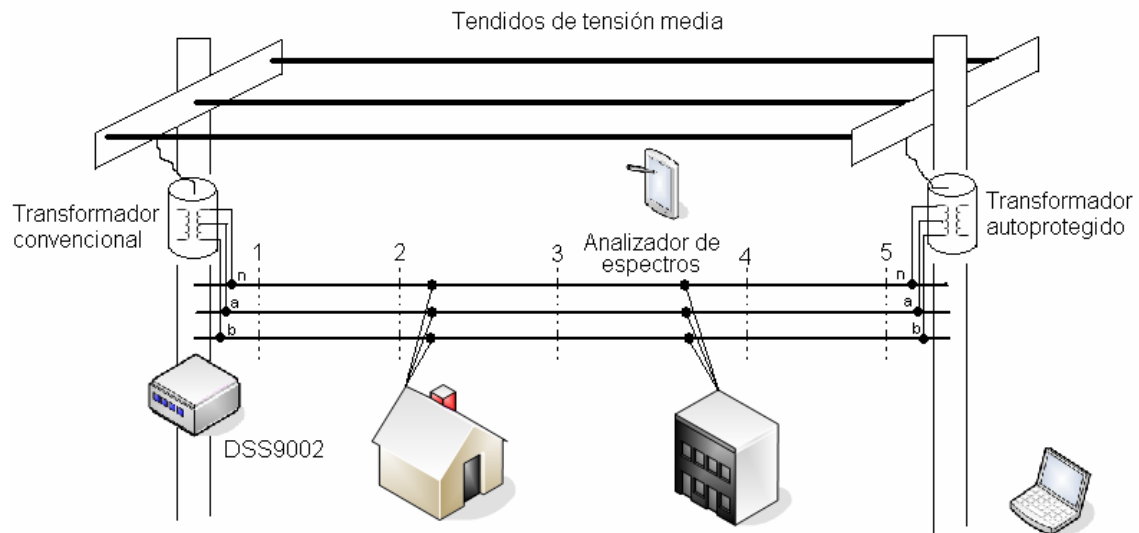 Tendidos de tensión media
Transformador
convencional
Transformador
autoprotegido
Analizador de
espectros
1
2
3
4
5
n
a
b
n
a
b
DSS9002